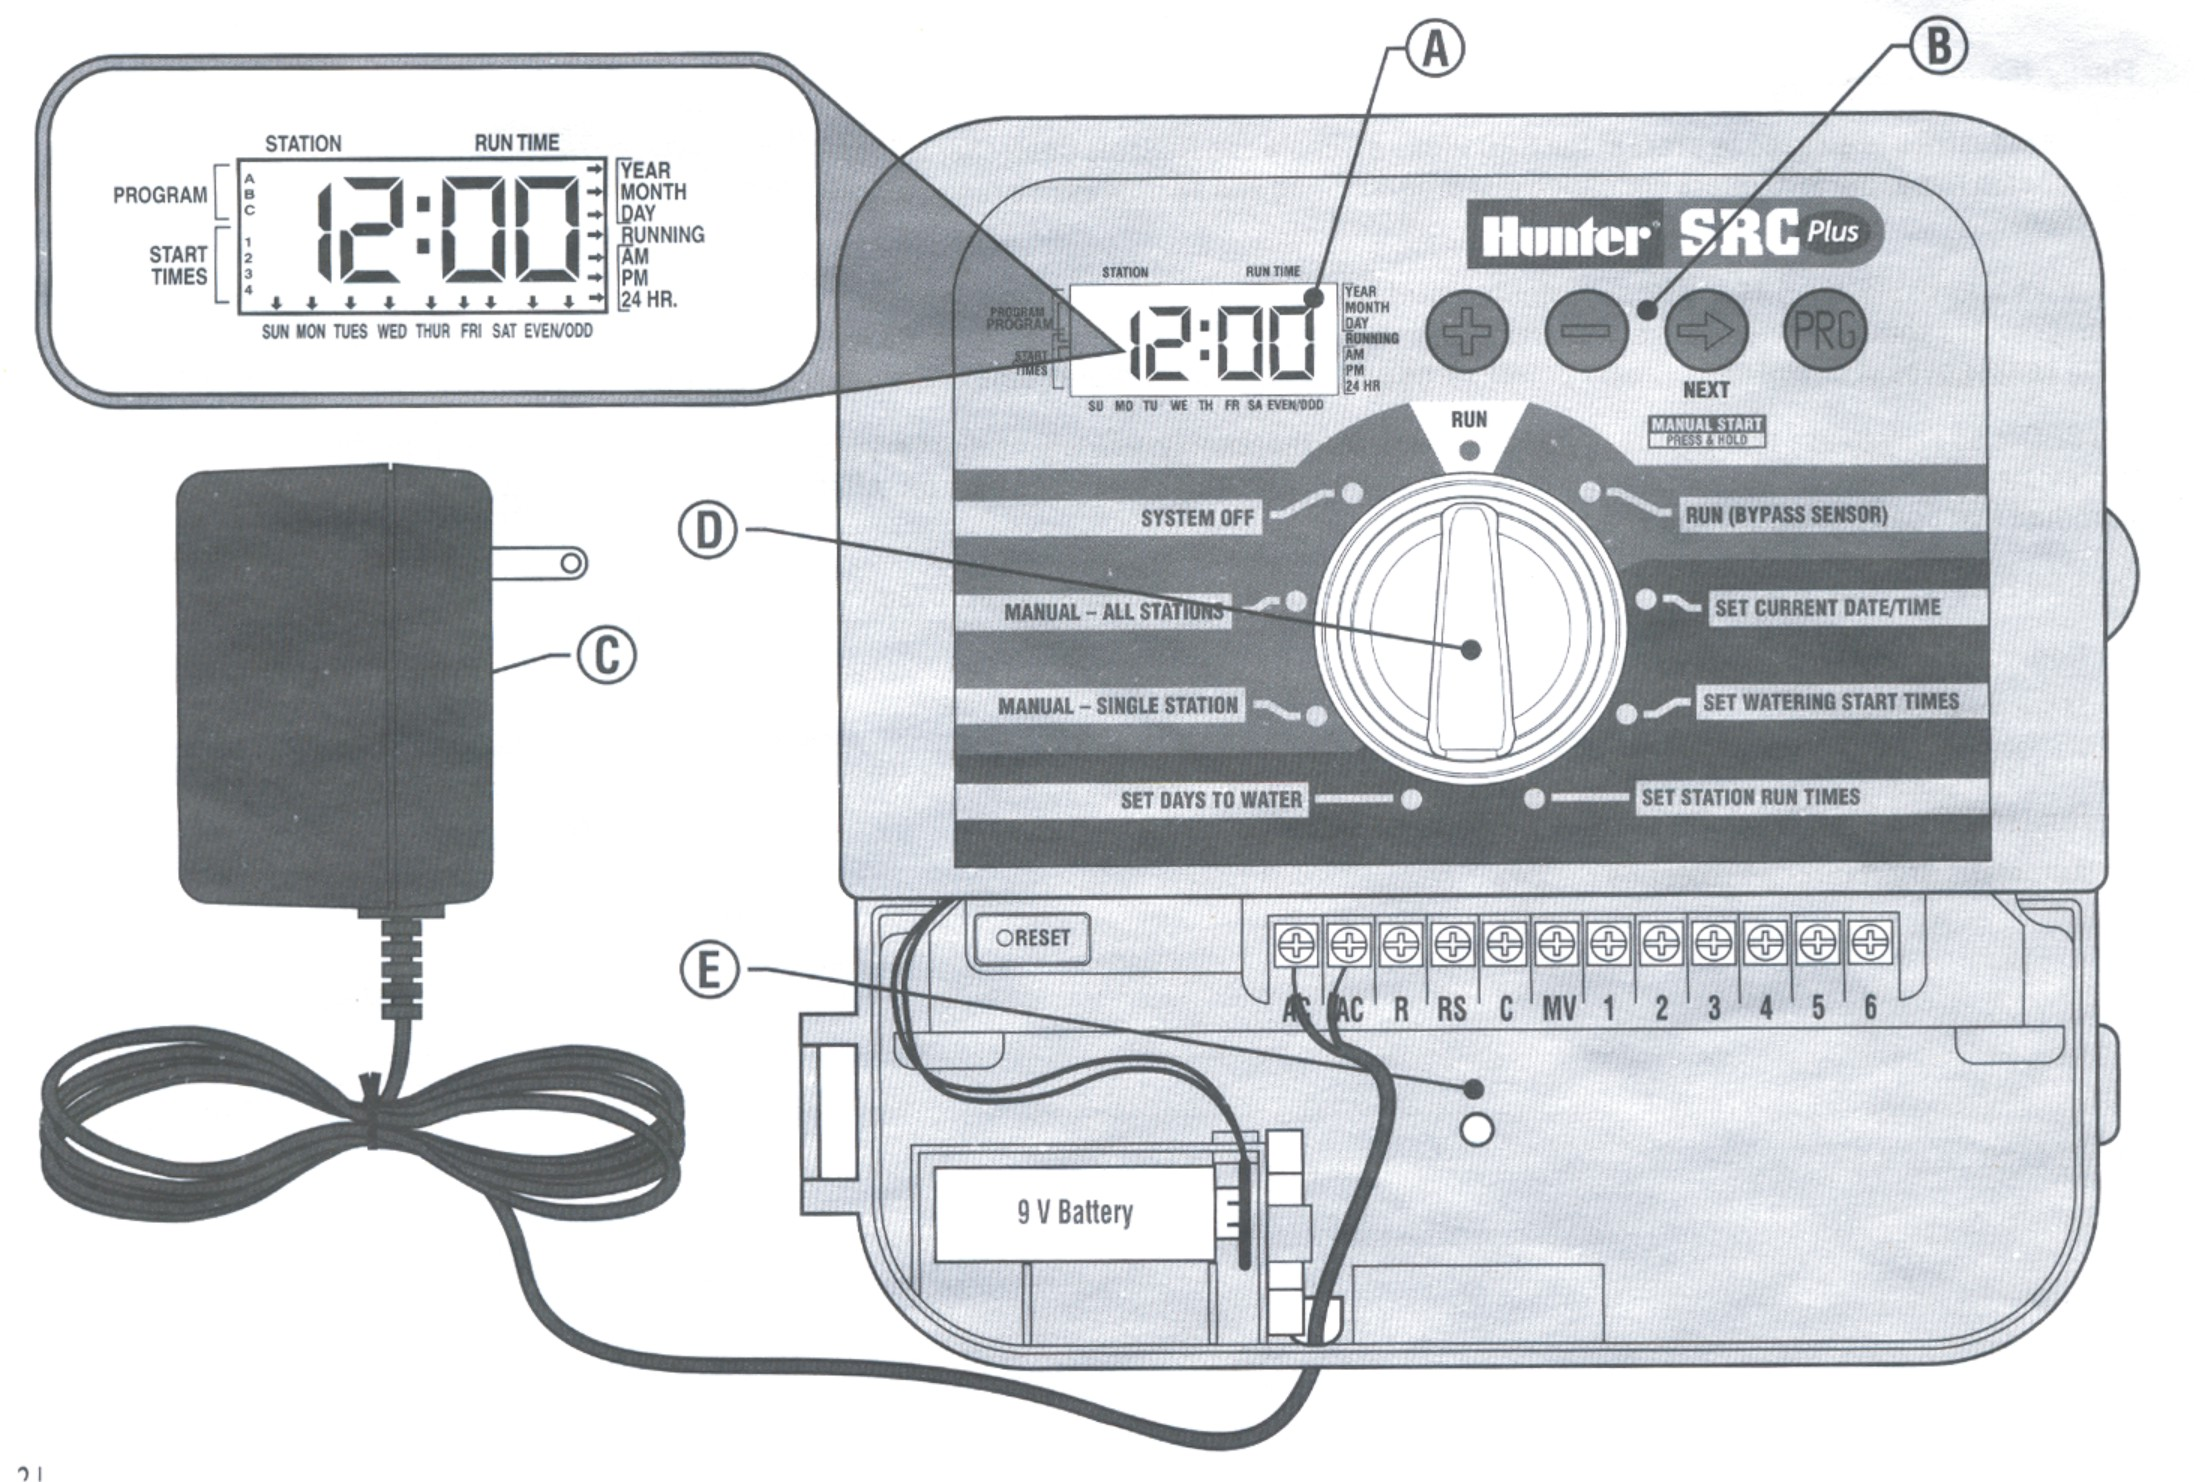 A
B
STATION RUN TIME
PROGRAM
A
B
C
START TIMES
1
2
3
4
12:00
YEAR
MONTH
DAY
RUNNING
AM
PM
24 HR.
SUN MON TUES WED THUR FRI SAT EVEN/ODD
Hunter® SRC Plus
STATION RUN TIME
PROGRAM
PROGRAM
START
TIMES
12:00
YEAR
MONTH
DAY
RUNNING
AM
PM
24 HR
SU MO TU WE TH FR SA EVEN/ODD
PRG
NEXT
MANUAL START
PRESS & HOLD
RUN
SYSTEM OFF
RUN (BYPASS SENSOR)
D
MANUAL – ALL STATIONS
SET CURRENT DATE/TIME
C
MANUAL – SINGLE STATION
SET WATERING START TIMES
SET DAYS TO WATER
SET STATION RUN TIMES
RESET
E
AC AC R RS C MV 1 2 3 4 5 6
9 V Battery